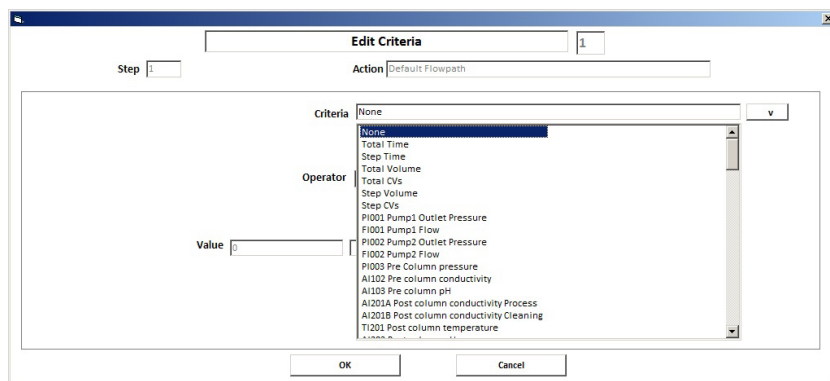 Edit Criteria 1
Step 1 Action Default Flowpath
Criteria None v
None
Total Time
Step Time
Total Volume
Total CVs
Operator
Step Volume
Step CVs
PI001 Pump1 Outlet Pressure
FI001 Pump1 Flow
PI002 Pump2 Outlet Pressure
Value 0
FI002 Pump2 Flow
PI003 Pre Column pressure
AI102 Pre column conductivity
AI103 Pre column pH
AI201A Post column conductivity Process
AI201B Post column conductivity Cleaning
TI201 Post column temperature
OK Cancel